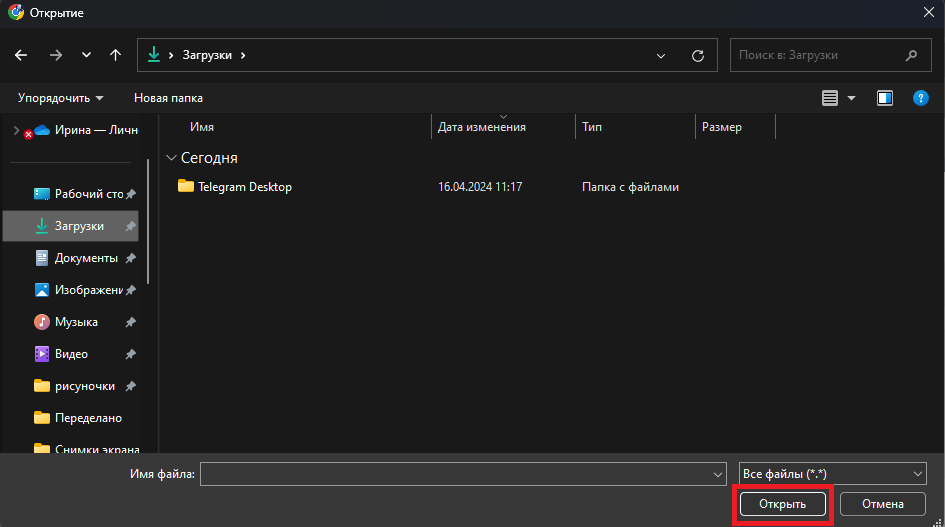 Открытие
Загрузки
Поиск в: Загрузки
Упорядочить
Новая папка
?
Ирина — Личн
Имя
Дата изменения
Тип
Размер
Сегодня
Telegram Desktop
16.04.2024 11:17
Папка с файлами
Рабочий сто
Загрузки
Документы
Изображени
Музыка
Видео
рисуночки
Переделано
Снимки экрана
Имя файла:
Все файлы (*.*)
Открыть
Отмена